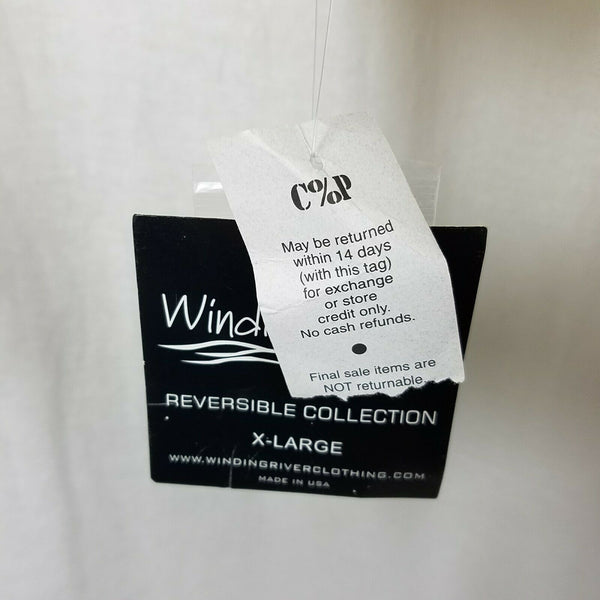 C%P
May be returned
within 14 days
(with this tag)
for exchange
or store
credit only.
No cash refunds.
Final sale items are
NOT returnable.
REVERSIBLE COLLECTION
X-LARGE
WWW.WINDINGRIVERCLOTHING.COM
MADE IN USA